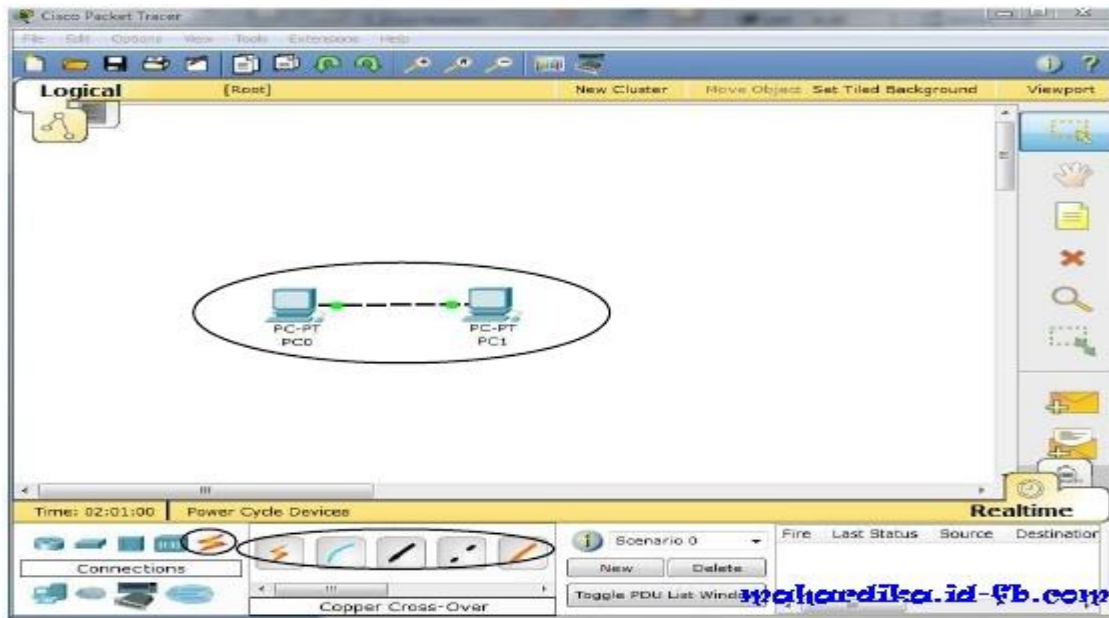 Cisco Packet Tracer
File Edit Options View Tools Extensions Help
Logical [Root] New Cluster Move Object Set Tiled Background Viewport
PC-PT PC-PT
PC0 PC1
Time: 02:01:00 Power Cycle Devices Realtime
Connections
Copper Cross-Over
Scenario 0
New Delete
Toggle PDU List Window
Fire Last Status Source Destination
mahardika.id-fb.com